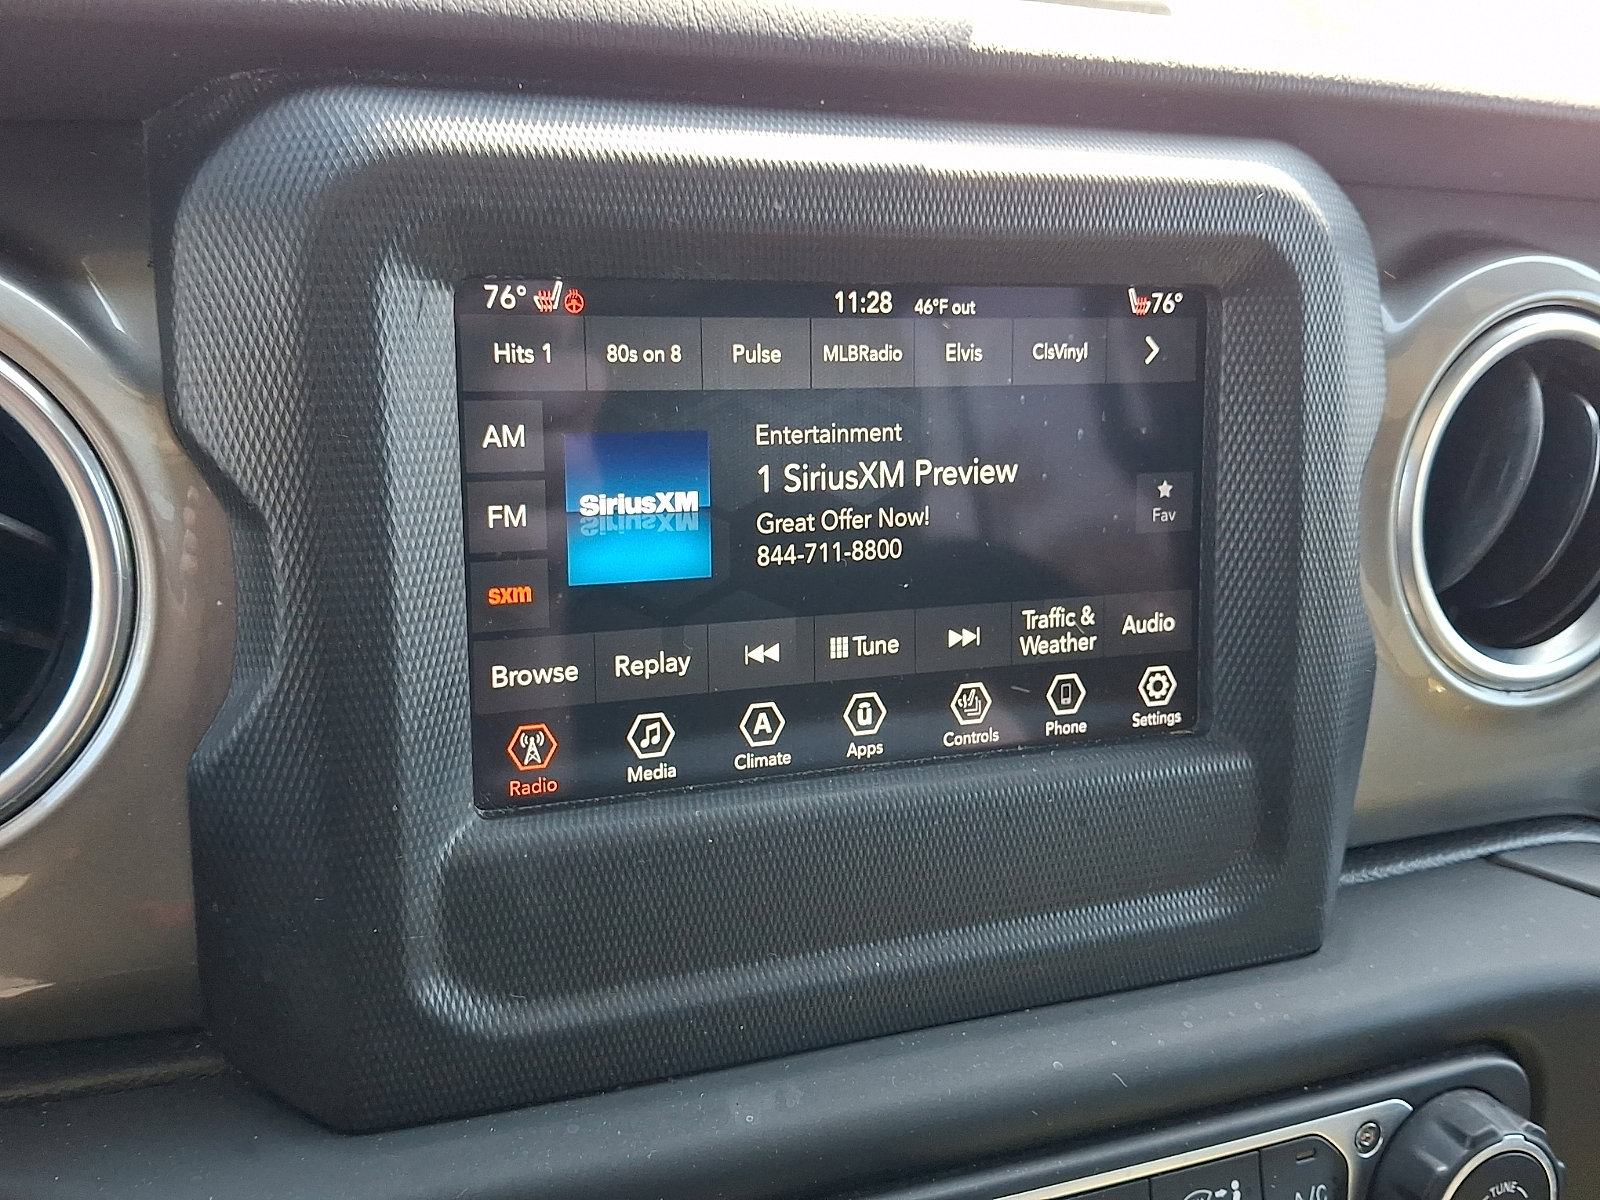 76° 11:28 46°F out 76°
Hits 1 80s on 8 Pulse MLBRadio Elvis ClsVinyl
AM
FM
sxm
SiriusXM
Entertainment
1 SiriusXM Preview
Great Offer Now!
844-711-8800
Fav
Browse Replay Tune Traffic & Weather Audio
Radio Media A Climate ū Apps Controls Phone Settings
A/C
TUNE